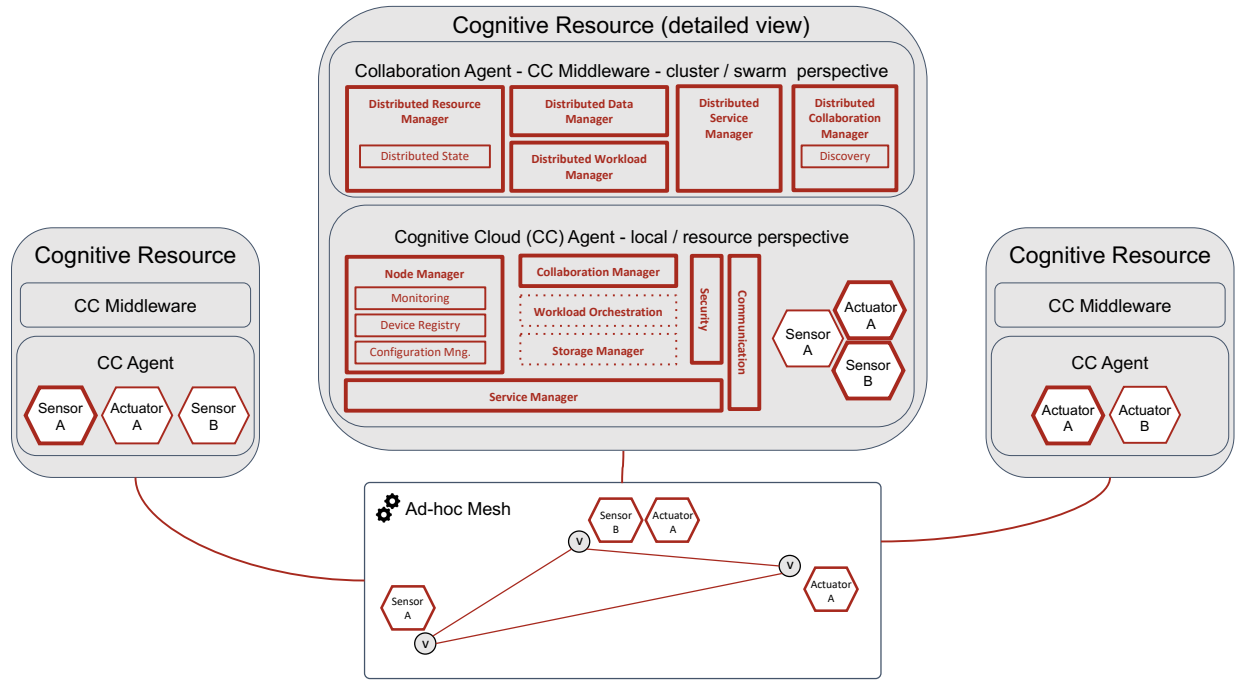 Cognitive Resource (detailed view)
Collaboration Agent - CC Middleware - cluster / swarm perspective
Distributed Resource
Manager
Distributed State
Distributed Data
Manager
Distributed Workload
Manager
Distributed
Service
Manager
Distributed
Collaboration
Manager
Discovery
Cognitive Cloud (CC) Agent - local / resource perspective
Node Manager
Monitoring
Device Registry
Configuration Mng.
Collaboration Manager
Workload Orchestration
Storage Manager
Security
Communication
Service Manager
Sensor
A
Actuator
A
Sensor
B
Cognitive Resource
CC Middleware
CC Agent
Sensor
A
Actuator
A
Sensor
B
Cognitive Resource
CC Middleware
CC Agent
Actuator
A
Actuator
B
Ad-hoc Mesh
Sensor
B
Actuator
A
V
V
Actuator
A
Sensor
A
V